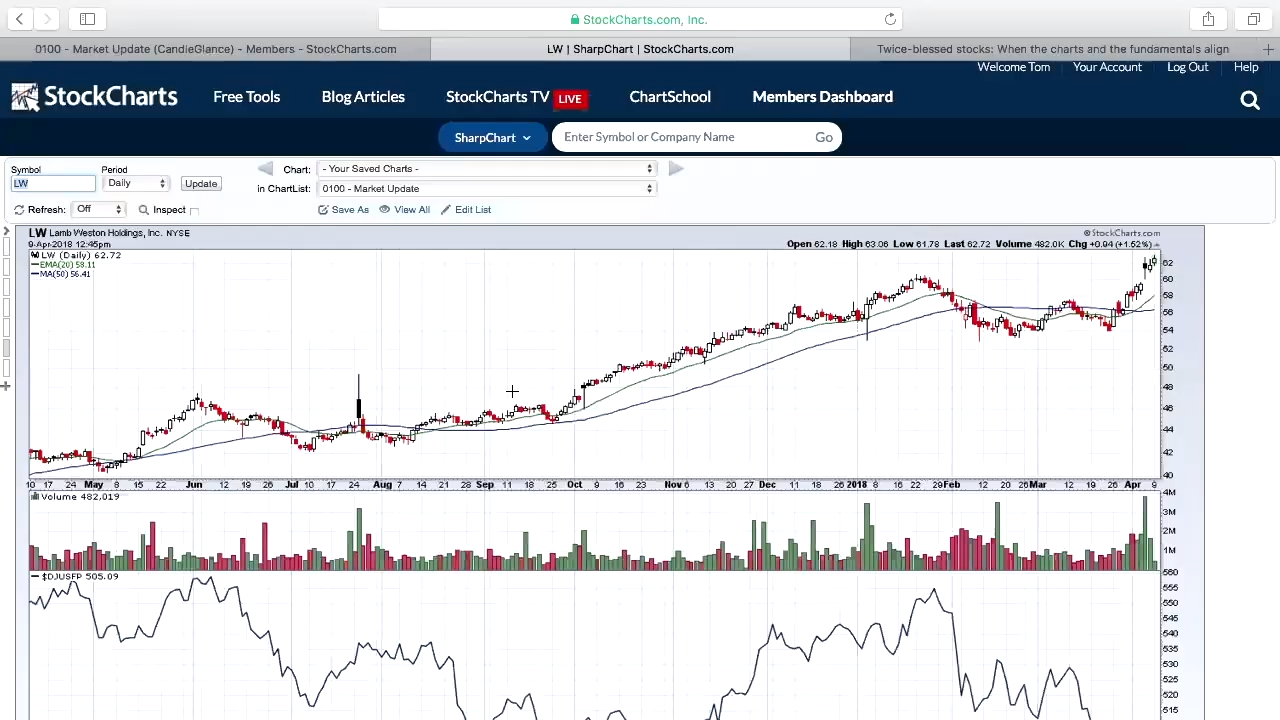 StockCharts.com, Inc.
0100 - Market Update (CandleGlance) - Members - StockCharts.com
LW | SharpChart | StockCharts.com
Twice-blessed stocks: When the charts and the fundamentals align
Welcome Tom
Your Account
Log Out
Help
StockCharts
Free Tools
Blog Articles
StockCharts TV LIVE
ChartSchool
Members Dashboard
SharpChart
Enter Symbol or Company Name
Go
Symbol
Period
Chart:
- Your Saved Charts -
LW
Daily
Update
in ChartList:
0100 - Market Update
Refresh:
Off
Inspect
Save As
View All
Edit List
LW Lamb Weston Holdings, Inc. NYSE
© StockCharts.com
9-Apr-2018 12:45pm
Open 62.18 High 63.06 Low 61.78 Last 62.72 Volume 482.0K Chg +0.94 (+1.52%)
LW (Daily) 62.72
EMA(20) 58.11
MA(50) 56.41
62
60
58
56
54
52
50
48
46
44
42
40
10 17 24 May 8 15 22 Jun 12 19 26 Jul 10 17 24 Aug 7 14 21 28 Sep 11 18 25 Oct 9 16 23 Nov 6 13 20 27 Dec 11 18 26 2018 8 16 22 29 Feb 12 20 26 Mar 12 19 26 Apr 9
Volume 482,019
4M
3M
2M
1M
$DJUSFP 505.09
560
555
550
545
540
535
530
525
520
515